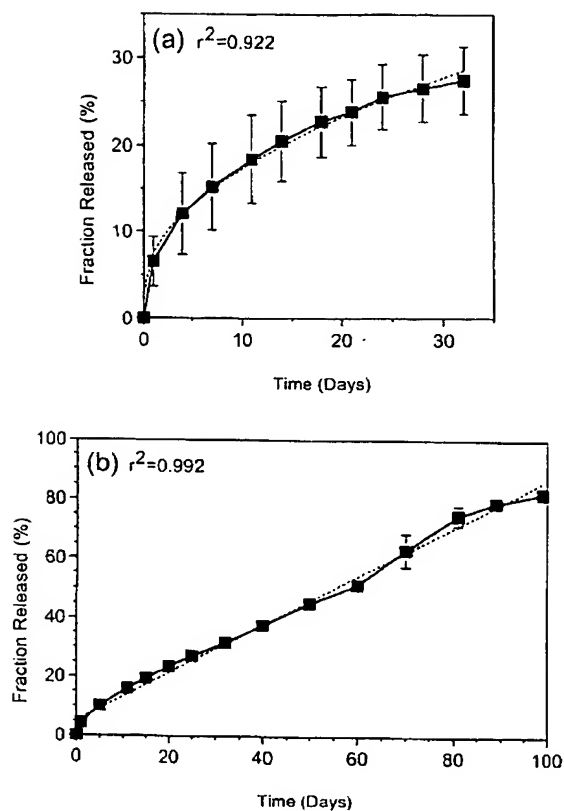 (a) r²=0.922
30
20
10
0
Fraction Released (%)
0 10 20 30
Time (Days)
(b) r²=0.992
100
80
60
40
20
0
Fraction Released (%)
0 20 40 60 80 100
Time (Days)